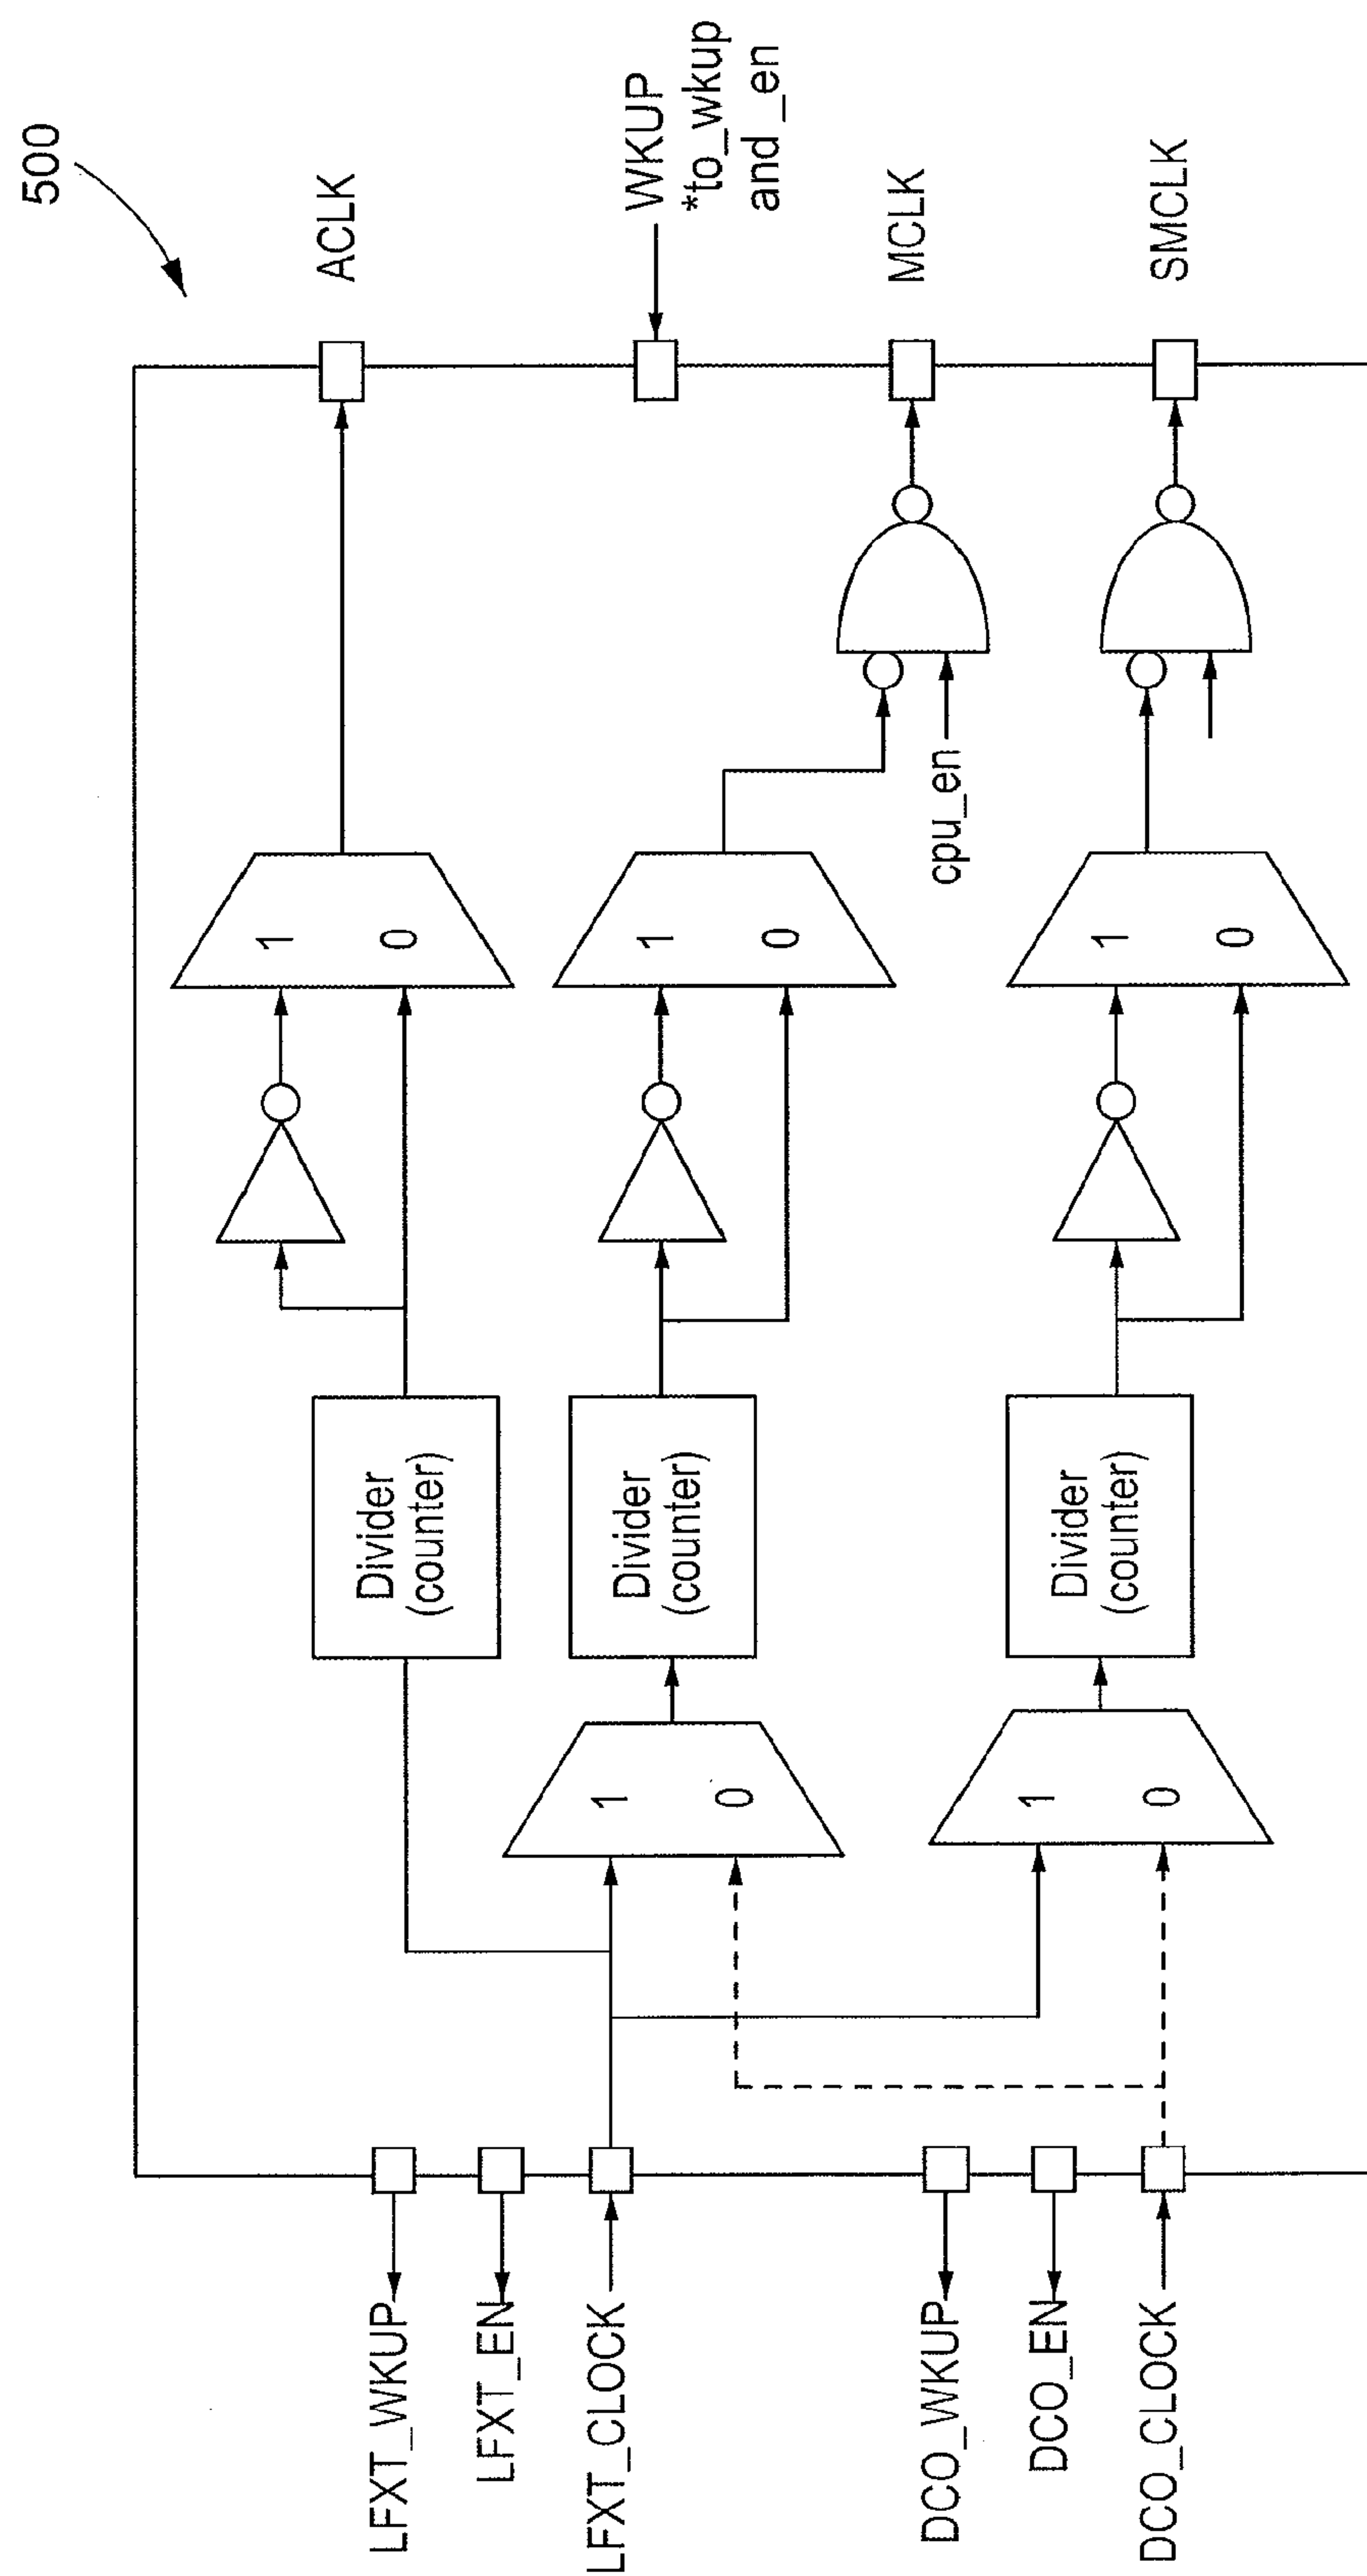 500
ACLK
WKUP
*to_wkup
and _en
MCLK
SMCLK
1
0
1
0
cpu_en
1
0
Divider
(counter)
Divider
(counter)
Divider
(counter)
1
0
1
0
LFXT_WKUP
LFXT_EN
LFXT_CLOCK
DCO_WKUP
DCO_EN
DCO_CLOCK